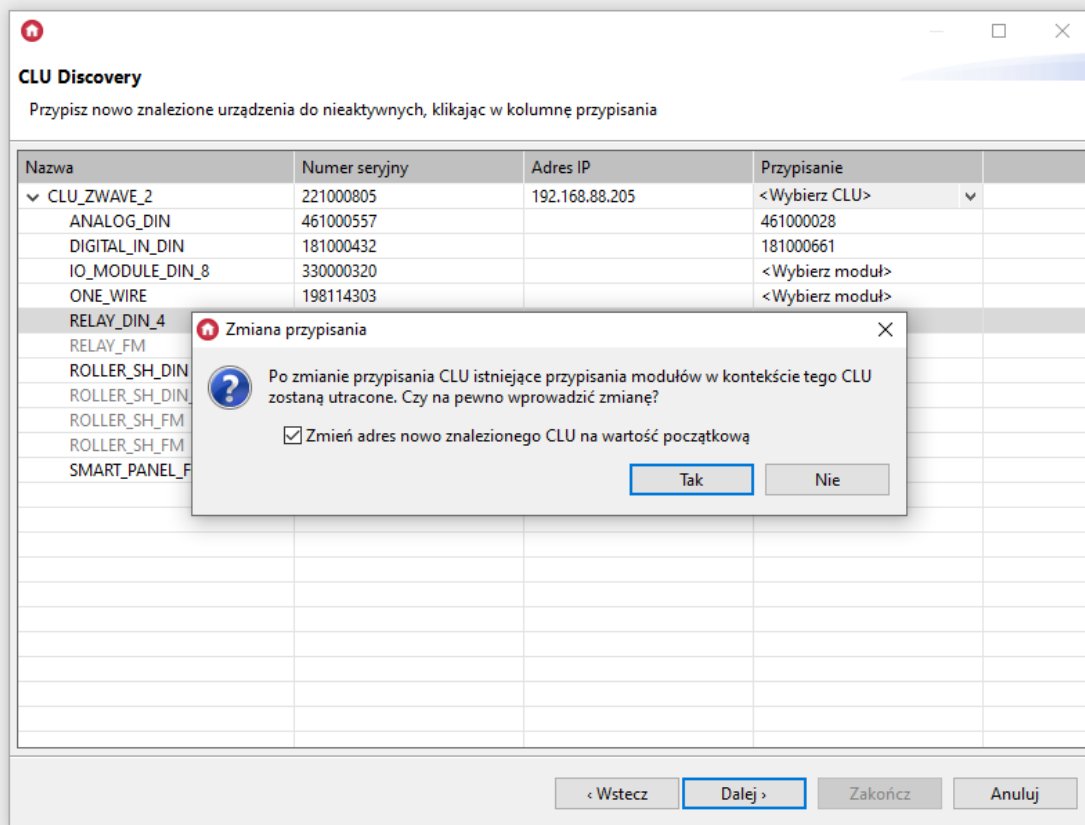 CLU Discovery
Przypisz nowo znalezione urządzenia do nieaktywnych, klikając w kolumnę przypisania
Nazwa Numer seryjny Adres IP Przypisanie
CLU_ZWAVE_2 221000805 192.168.88.205 <Wybierz CLU>
ANALOG_DIN 461000557 461000028
DIGITAL_IN_DIN 181000432 181000661
IO_MODULE_DIN_8 330000320 <Wybierz moduł>
ONE_WIRE 198114303 <Wybierz moduł>
RELAY_DIN_4
RELAY_FM
ROLLER_SH_DIN
ROLLER_SH_DIN_
ROLLER_SH_FM
ROLLER_SH_FM
SMART_PANEL_F
Zmiana przypisania
Po zmianie przypisania CLU istniejące przypisania modułów w kontekście tego CLU
zostaną utracone. Czy na pewno wprowadzić zmianę?
Zmień adres nowo znalezionego CLU na wartość początkową
Tak Nie
‹ Wstecz Dalej › Zakończ Anuluj